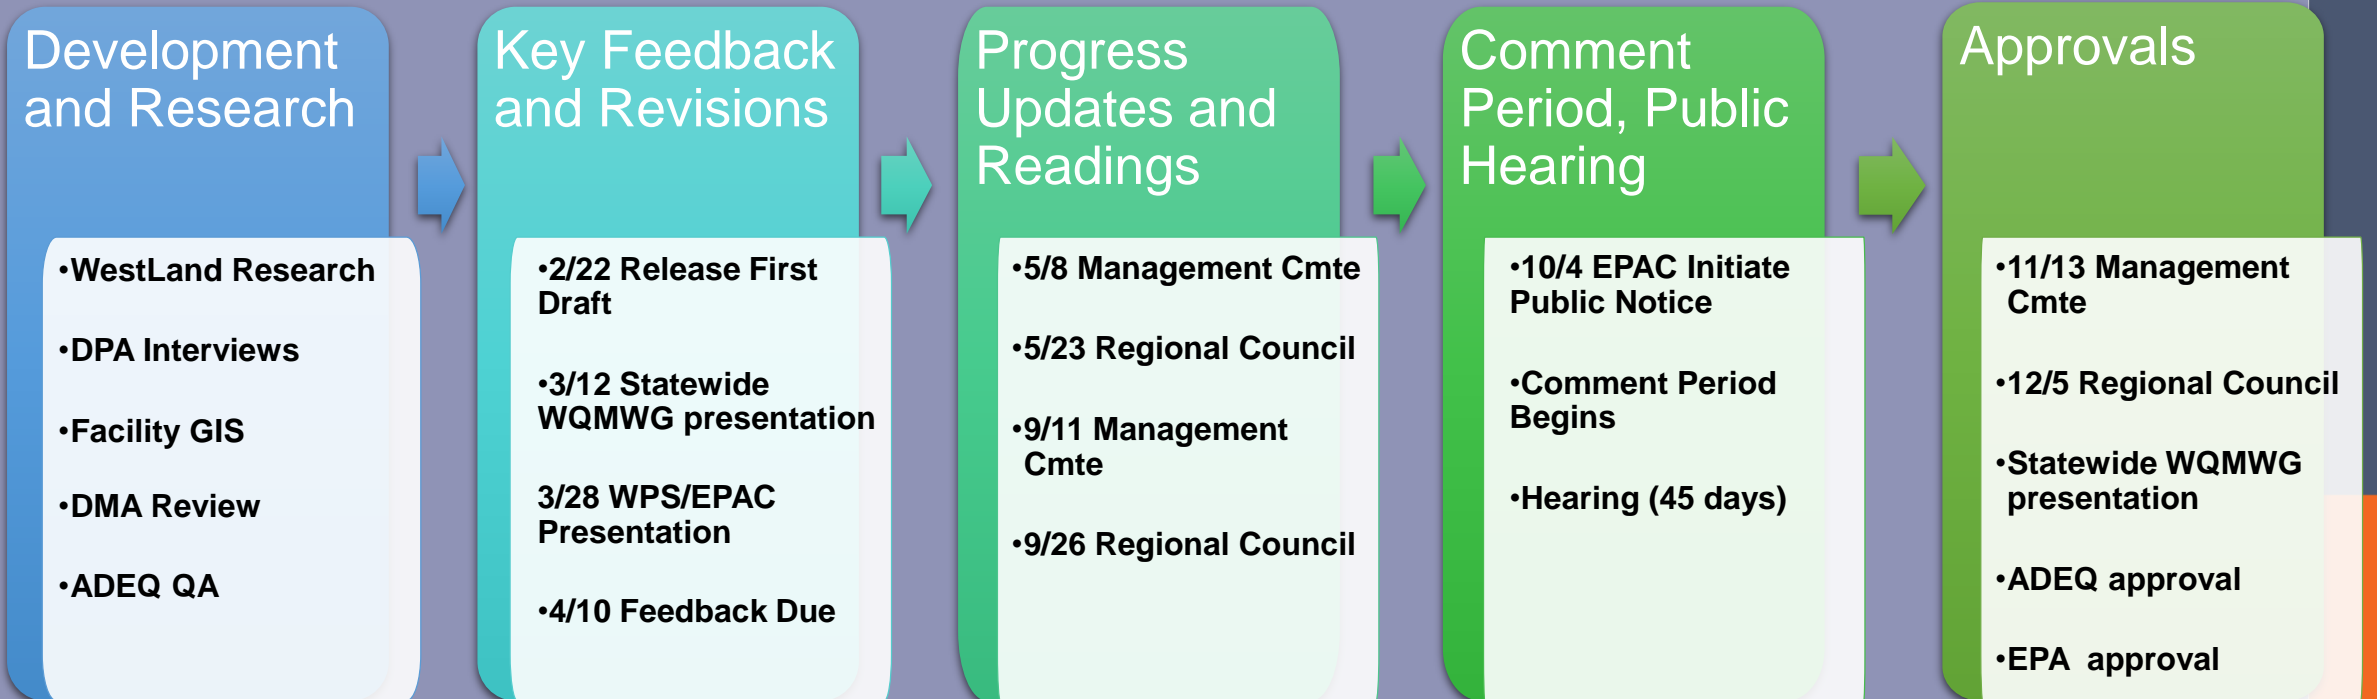 Development
and Research
•WestLand Research
•DPA Interviews
•Facility GIS
•DMA Review
•ADEQ QA
Key Feedback
and Revisions
•2/22 Release First
Draft
•3/12 Statewide
WQMWG presentation
3/28 WPS/EPAC
Presentation
•4/10 Feedback Due
Progress
Updates and
Readings
•5/8 Management Cmte
•5/23 Regional Council
•9/11 Management
Cmte
•9/26 Regional Council
Comment
Period, Public
Hearing
•10/4 EPAC Initiate
Public Notice
•Comment Period
Begins
•Hearing (45 days)
Approvals
•11/13 Management
Cmte
•12/5 Regional Council
•Statewide WQMWG
presentation
•ADEQ approval
•EPA  approval